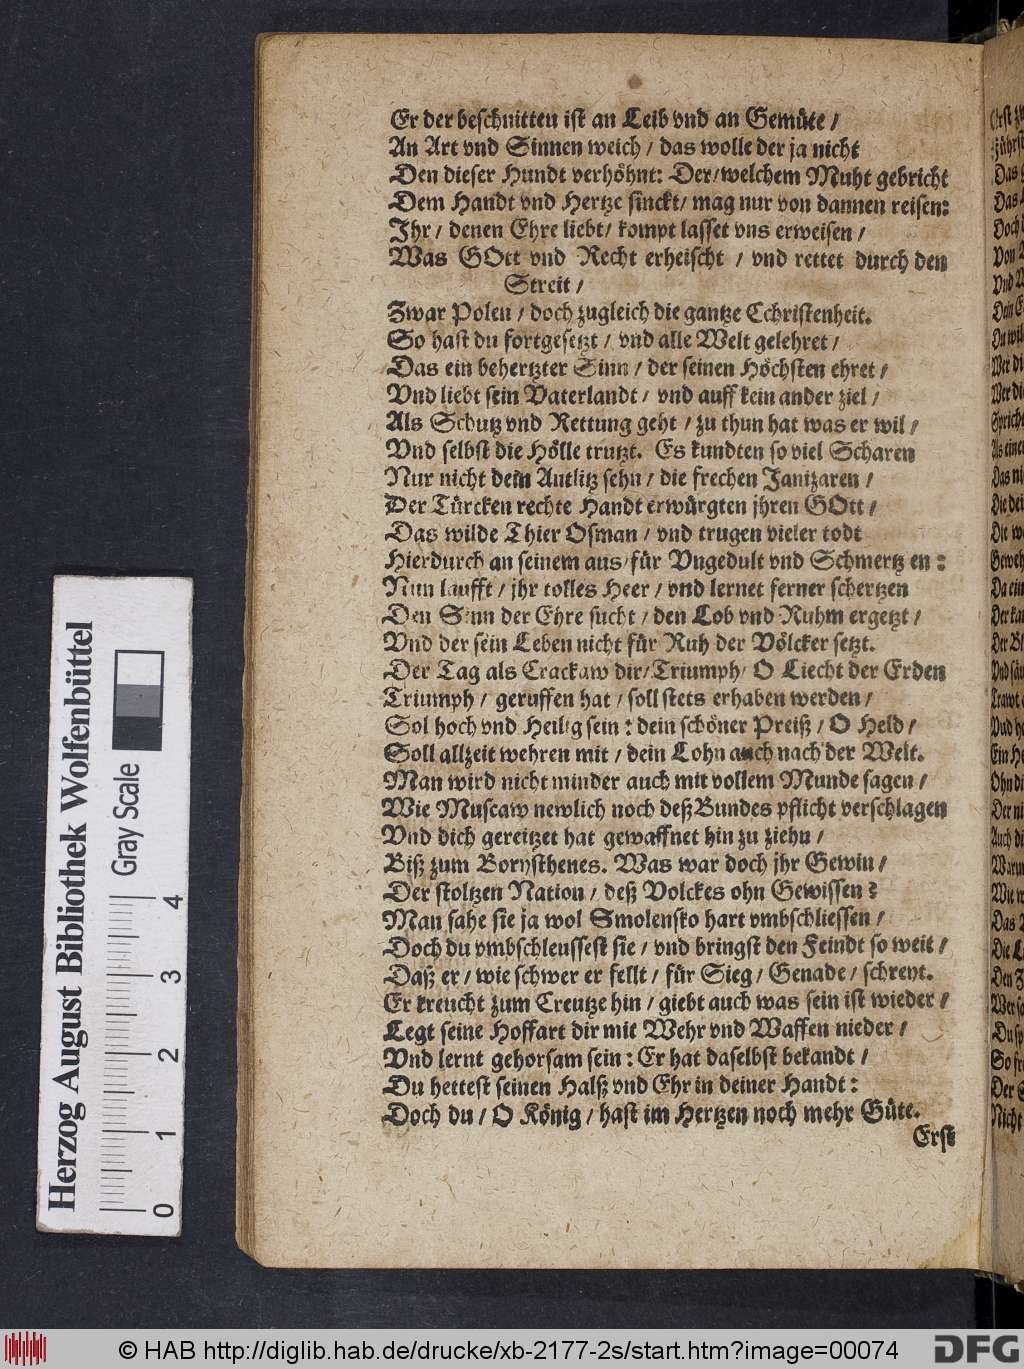 Er der beschnitten ist an Leib vnd an Gemüte /
An Art vnd Sinnen weich / das wolle der ja nicht
Den dieser Hundt verhöhnt: Der / welchem Muht gebricht
Dem Handt vnd Hertze sinckt / mag nur von dannen reisen:
Jhr / denen Ehre liebt / kompt lasset vns erweisen /
Was GOtt vnd Recht erheischt / vnd rettet durch den
Streit /
Zwar Polen / doch zugleich die gantze Cchristenheit.
So hast du fortgesetzt / vnd alle Welt gelehret /
Das ein behertzter Sinn / der seinen Höchsten ehret /
Vnd liebt sein Vaterlandt / vnd auff kein ander ziel /
Als Schutz vnd Rettung geht / zu thun hat was er wil /
Vnd selbst die Hölle trutzt. Es kundten so viel Scharen
Nur nicht dein Antlitz sehn / die frechen Janizaren /
Der Türcken rechte Handt erwürgten jhren GOtt /
Das wilde Thier Osman / vnd trugen vieler todt
Hierdurch an seinem aus / für Vngedult vnd Schmertz en :
Nun laufft / jhr tolles Heer / vnd lernet ferner schertzen
Den Sinn der Ehre sucht / den Lob vnd Ruhm ergetzt /
Vnd der sein Leben nicht für Ruh der Völcker setzt.
Der Tag als Crackaw dir / Triumph / O Liecht der Erden
Triumph / geruffen hat / soll stets erhaben werden /
Sol hoch vnd Heilig sein : dein schöner Preiß / O Held /
Soll allzeit wehren mit / dein Lohn auch nach der Welt.
Man wird nicht minder auch mit vollem Munde sagen /
Wie Muscaw newlich noch deß Bundes pflicht verschlagen
Vnd dich gereitzet hat gewaffnet hin zu ziehn /
Biß zum Borysthenes. Was war doch jhr Gewin /
Der stoltzen Nation / deß Volckes ohn Gewissen ?
Man sahe sie ja wol Smolensko hart vmbschliessen /
Doch du vmbschleussest sie / vnd bringst den Feindt so weit /
Daß er / wie schwer er fellt / für Sieg / Genade / schreyt.
Er kreucht zum Creutze hin / giebt auch was sein ist wieder /
Legt seine Hoffart dir mit Wehr vnd Waffen nieder /
Vnd lernt gehorsam sein : Er hat daselbst bekandt /
Du hettest seinen Halß vnd Ehr in deiner Handt :
Doch du / O König / hast im Hertzen noch mehr Güte.
Erst
Herzog August Bibliothek Wolfenbüttel
Gray Scale
0 1 2 3 4
© HAB http://diglib.hab.de/drucke/xb-2177-2s/start.htm?image=00074
DFG